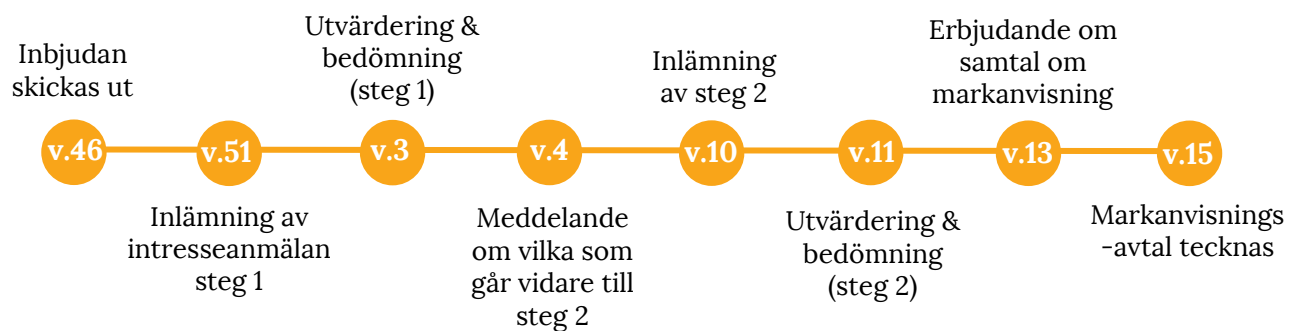 Inbjudan
skickas ut
Utvärdering &
bedömning
(steg 1)
Inlämning
av steg 2
Erbjudande om
samtal om
markanvisning
v.46
v.51
v.3
v.4
v.10
v.11
v.13
v.15
Inlämning av
intresseanmälan
steg 1
Meddelande
om vilka som
går vidare till
steg 2
Utvärdering &
bedömning
(steg 2)
Markanvisnings
-avtal tecknas